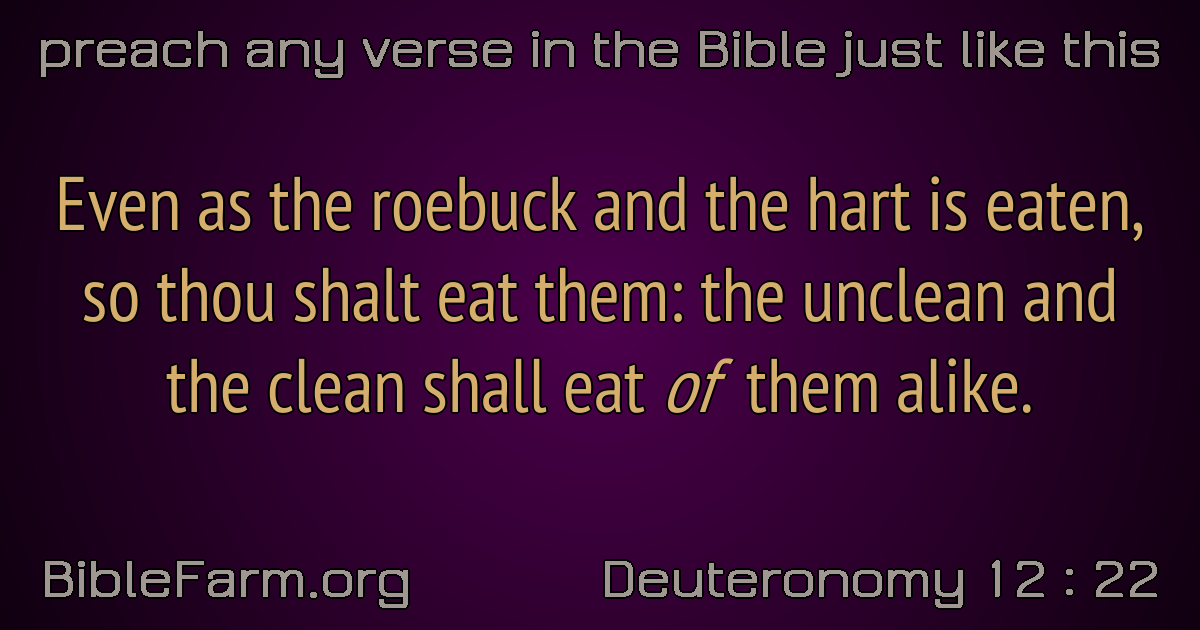 preach any verse in the Bible just like this
Even as the roebuck and the hart is eaten,
so thou shalt eat them: the unclean and
the clean shall eat of them alike.
BibleFarm.org
Deuteronomy 12 : 22